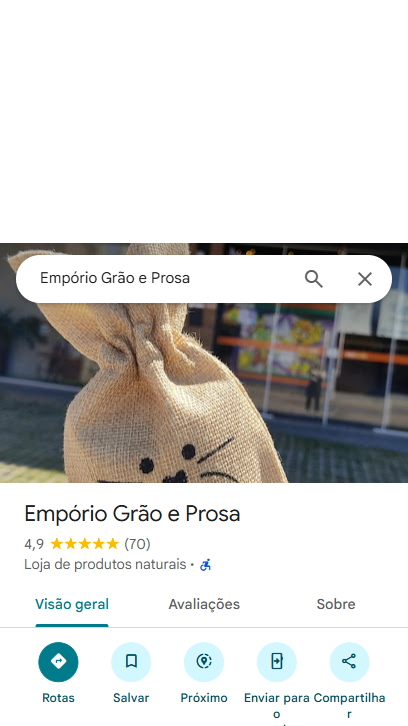 Empório Grão e Prosa
Empório Grão e Prosa
4,9 (70)
Loja de produtos naturais ·
Visão geral Avaliações Sobre
Rotas Salvar Próximo Enviar para Compartilha
o r